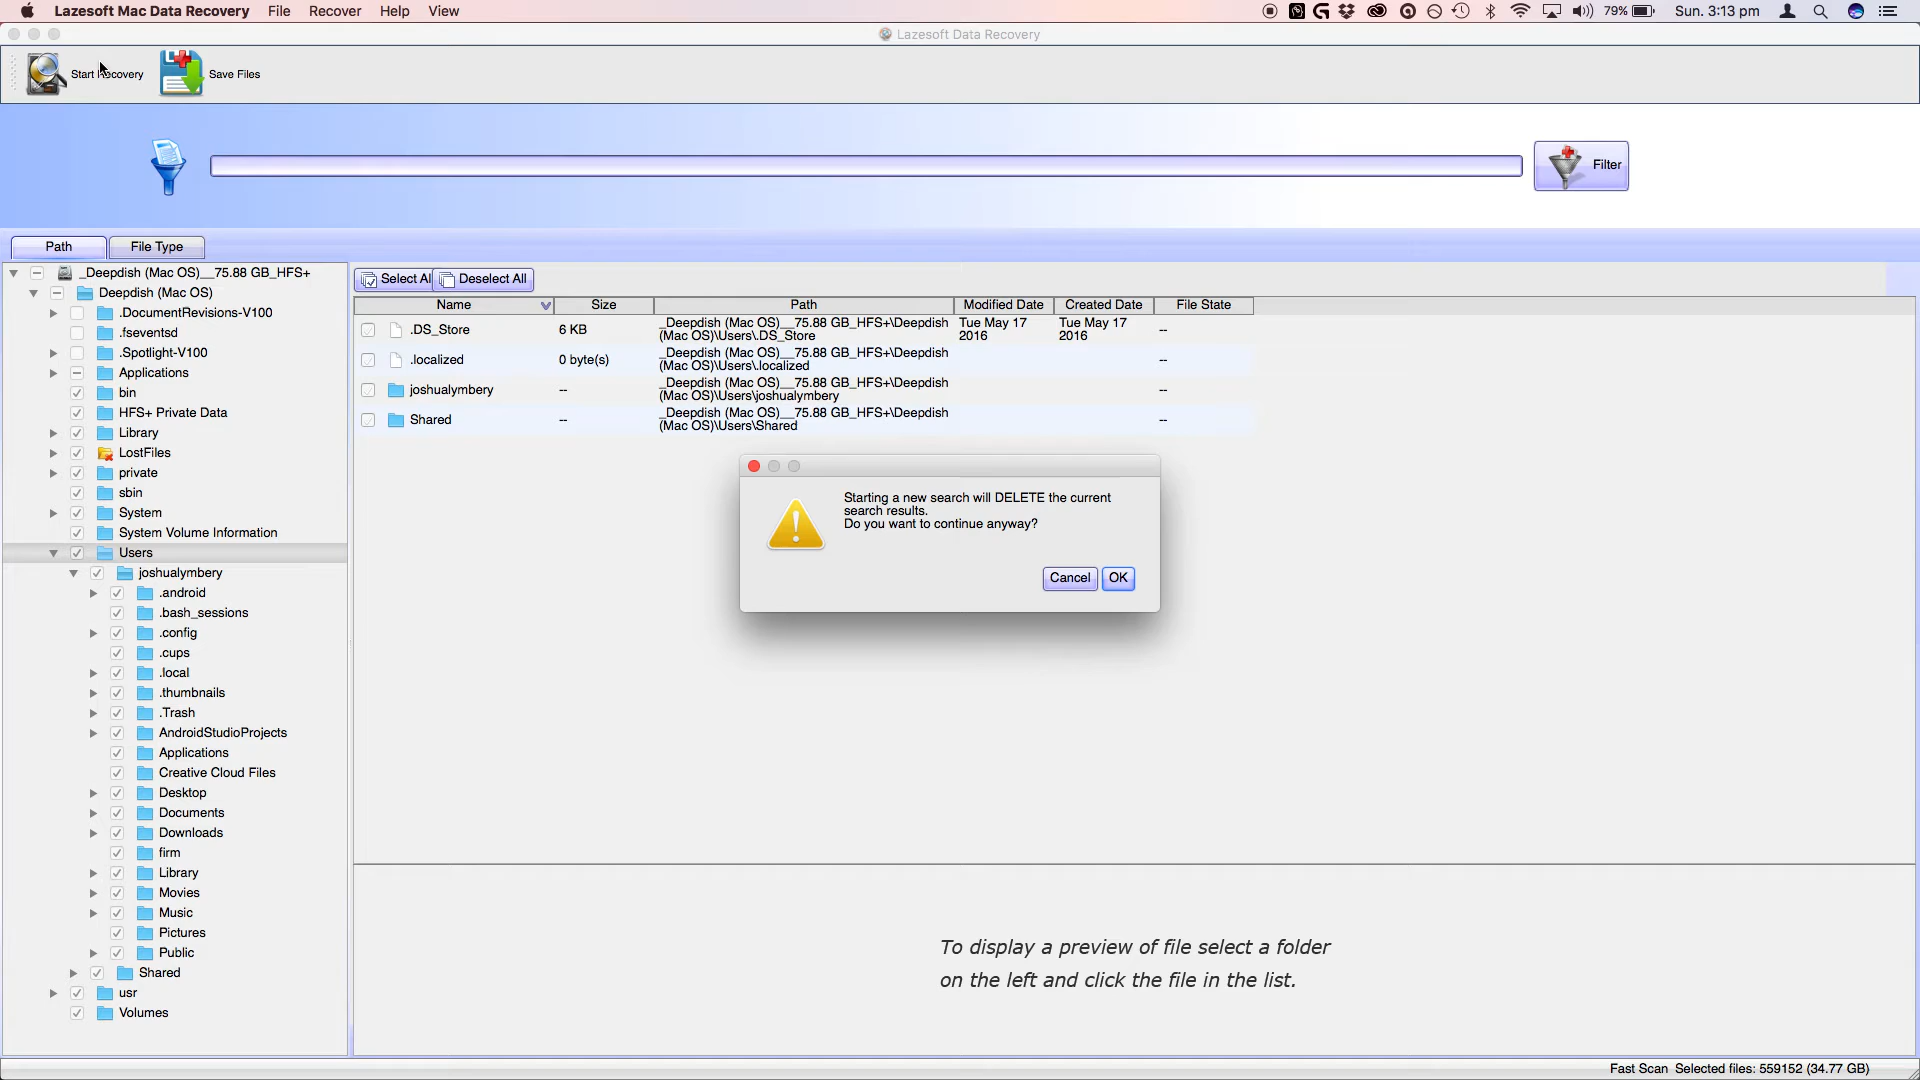 Lazesoft Mac Data Recovery File Recover Help View 79% Sun. 3:13 pm
Lazesoft Data Recovery
Save Files
Filter
Path File Type
_Deepdish (Mac OS)__75.88 GB_HFS+
Deepdish (Mac OS)
.DocumentRevisions-V100
.fseventsd
.Spotlight-V100
Applications
bin
HFS+ Private Data
Library
LostFiles
private
sbin
System
System Volume Information
Users
joshualymbery
.android
.bash_sessions
.config
.cups
.local
.thumbnails
.Trash
AndroidStudioProjects
Applications
Creative Cloud Files
Desktop
Documents
Downloads
firm
Library
Movies
Music
Pictures
Public
Shared
usr
Volumes
Select Al Deselect All
Name Size Path Modified Date Created Date File State
.DS_Store 6 KB _Deepdish (Mac OS)__75.88 GB_HFS+\Deepdish Tue May 17 Tue May 17 --
(Mac OS)\Users\.DS_Store 2016 2016
.localized 0 byte(s) _Deepdish (Mac OS)__75.88 GB_HFS+\Deepdish --
(Mac OS)\Users\.localized
joshualymbery -- _Deepdish (Mac OS)__75.88 GB_HFS+\Deepdish --
(Mac OS)\Users\joshualymbery
Shared -- _Deepdish (Mac OS)__75.88 GB_HFS+\Deepdish --
(Mac OS)\Users\Shared
Starting a new search will DELETE the current
search results.
Do you want to continue anyway?
Cancel OK
To display a preview of file select a folder
on the left and click the file in the list.
Fast Scan Selected files: 559152 (34.77 GB)